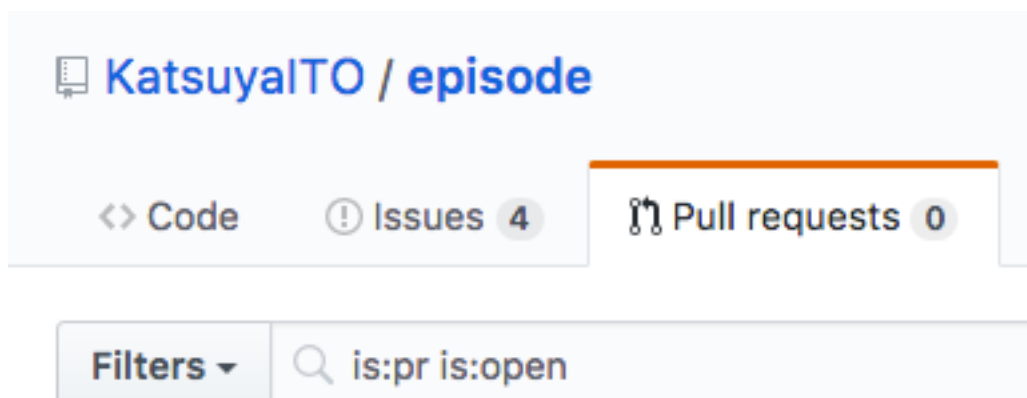 KatsuyaITO / episode
<> Code Issues 4 Pull requests 0
Filters is:pr is:open